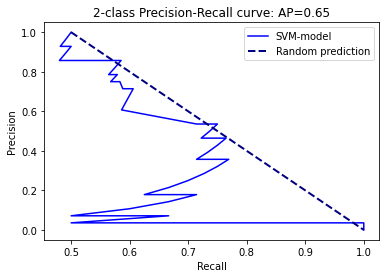 2-class Precision-Recall curve: AP=0.65
1.0
0.8
0.6
0.4
0.2
0.0
Precision
SVM-model
Random prediction
0.5
0.6
0.7
0.8
0.9
1.0
Recall